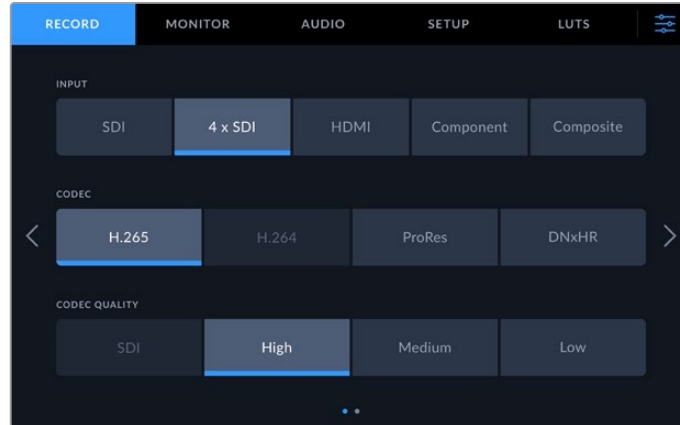 RECORD MONITOR AUDIO SETUP LUTS
INPUT
SDI 4 x SDI HDMI Component Composite
CODEC
H.265 H.264 ProRes DNxHR
CODEC QUALITY
SDI High Medium Low